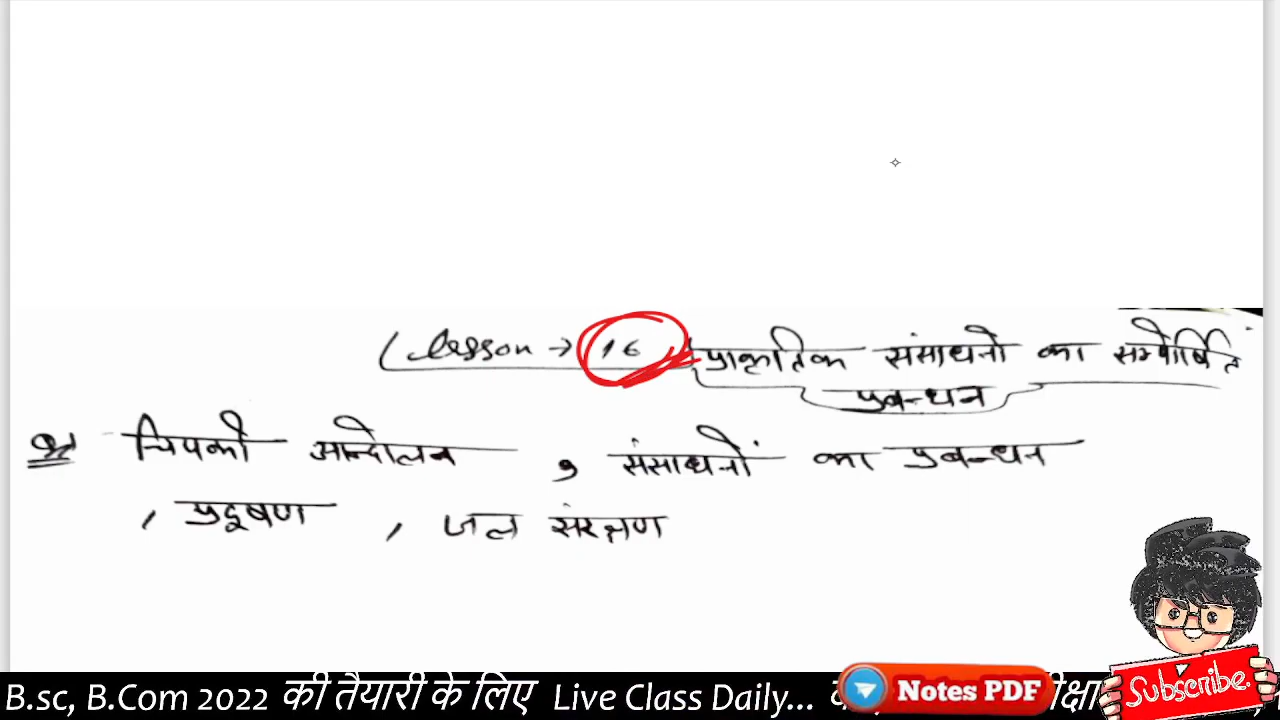 (Lesson → 16 प्राकृतिक संसाधनो का सम्पोर्षित
प्रबन्धन
चिपको आन्दोलन , संसाधनों का प्रबन्धन
, प्रदूषण , जल संरक्षण
B.sc, B.Com 2022 की तैयारी के लिए Live Class Daily...
Notes PDF
Subscribe.